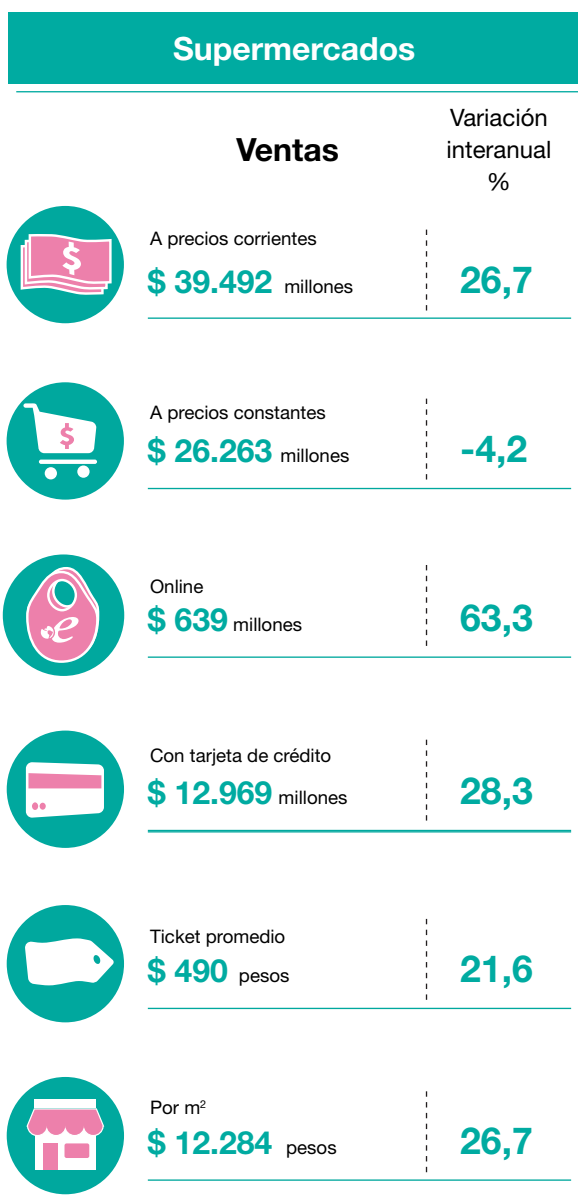 Supermercados
Ventas
Variación
interanual
%
A precios corrientes
$ 39.492 millones
26,7
A precios constantes
$ 26.263 millones
-4,2
Online
$ 639 millones
63,3
Con tarjeta de crédito
$ 12.969 millones
28,3
Ticket promedio
$ 490 pesos
21,6
Por m²
$ 12.284 pesos
26,7